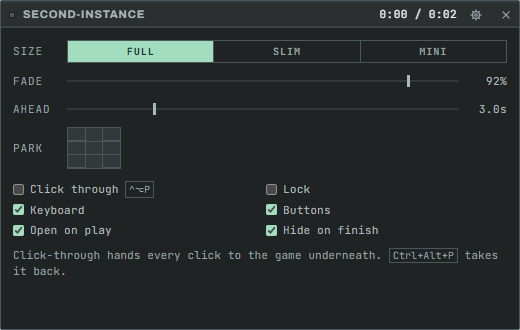 SECOND-INSTANCE 0:00 / 0:02
SIZE FULL SLIM MINI
FADE 92%
AHEAD 3.0s
PARK
Click through ^⌥P Lock
Keyboard Buttons
Open on play Hide on finish
Click-through hands every click to the game underneath. Ctrl+Alt+P takes
it back.